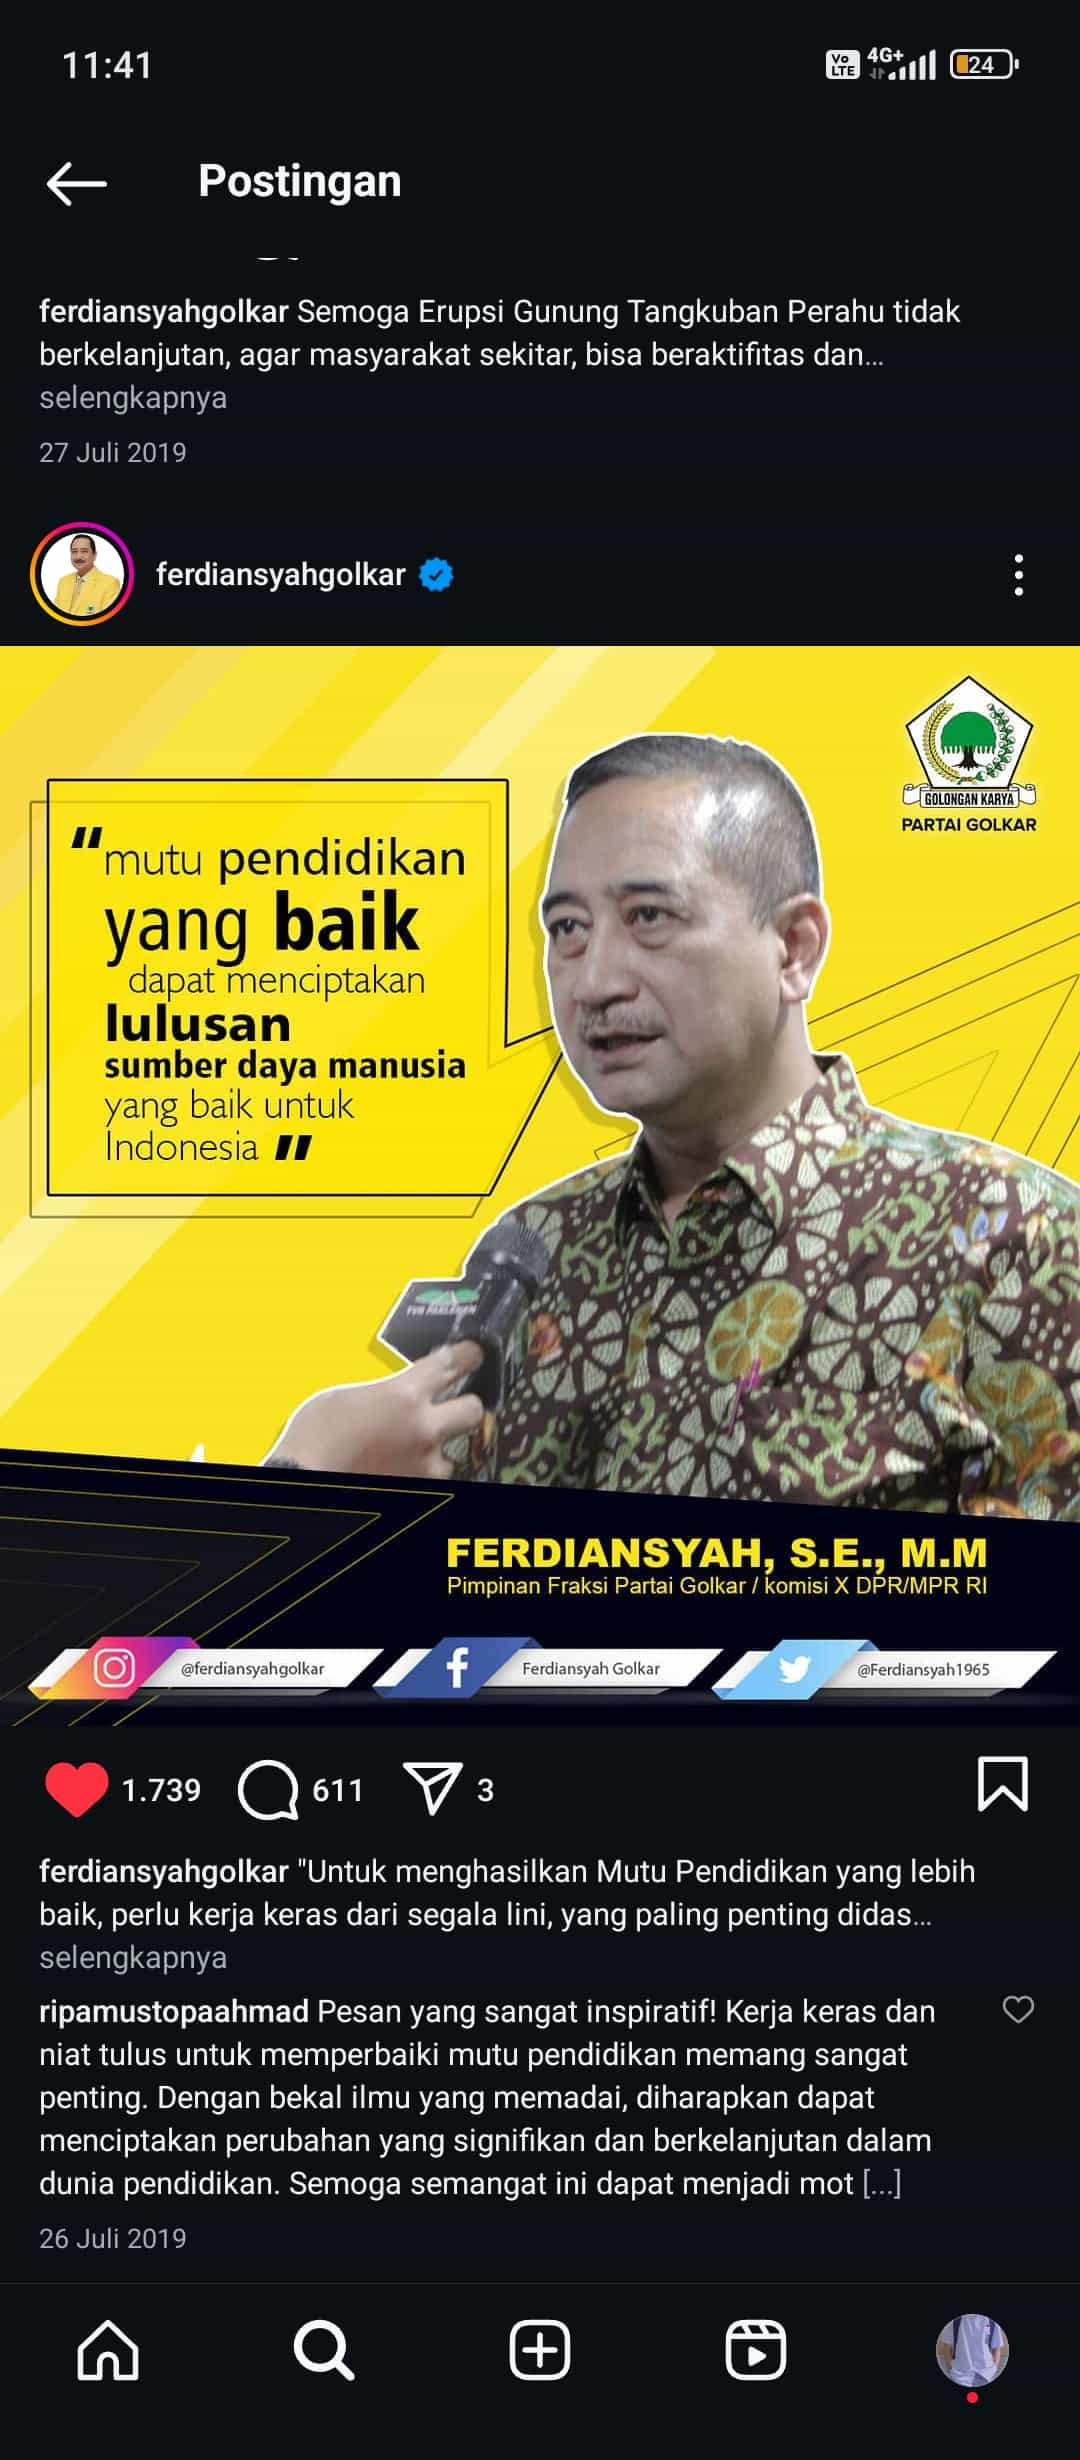 11:41
Vo LTE 4G+ 24
Postingan
ferdiansyahgolkar Semoga Erupsi Gunung Tangkuban Perahu tidak
berkelanjutan, agar masyarakat sekitar, bisa beraktifitas dan...
selengkapnya
27 Juli 2019
ferdiansyahgolkar
GOLONGAN KARYA
PARTAI GOLKAR
“mutu pendidikan
yang baik
dapat menciptakan
lulusan
sumber daya manusia
yang baik untuk
Indonesia "
TVR PARLEMEN
FERDIANSYAH, S.E., M.M
Pimpinan Fraksi Partai Golkar / komisi X DPR/MPR RI
@ferdiansyahgolkar
Ferdiansyah Golkar
@Ferdiansyah1965
1.739 611 3
ferdiansyahgolkar "Untuk menghasilkan Mutu Pendidikan yang lebih
baik, perlu kerja keras dari segala lini, yang paling penting didas...
selengkapnya
ripamustopaahmad Pesan yang sangat inspiratif! Kerja keras dan
niat tulus untuk memperbaiki mutu pendidikan memang sangat
penting. Dengan bekal ilmu yang memadai, diharapkan dapat
menciptakan perubahan yang signifikan dan berkelanjutan dalam
dunia pendidikan. Semoga semangat ini dapat menjadi mot [...]
26 Juli 2019